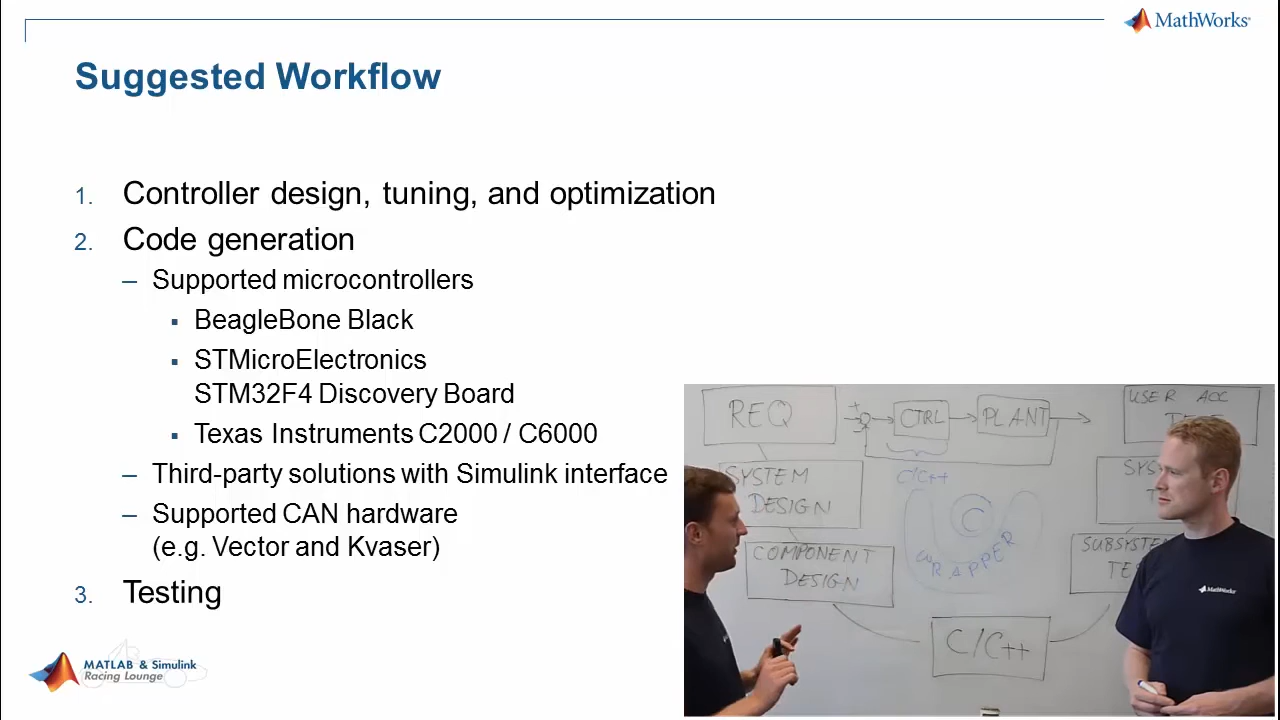 MathWorks®
Suggested Workflow
1. Controller design, tuning, and optimization
2. Code generation
– Supported microcontrollers
▪ BeagleBone Black
▪ STMicroElectronics
STM32F4 Discovery Board
▪ Texas Instruments C2000 / C6000
– Third-party solutions with Simulink interface
– Supported CAN hardware
(e.g. Vector and Kvaser)
3. Testing
MATLAB & Simulink
Racing Lounge
REQ
CTRL
PLANT
USER ACC
SYSTEM
DESIGN
C/C++
C
WRAPPER
COMPONENT
DESIGN
C/C++
MathWorks